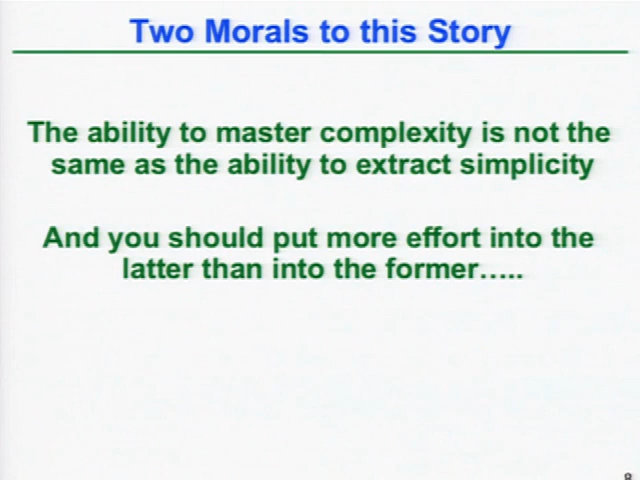 Two Morals to this Story
The ability to master complexity is not the
same as the ability to extract simplicity
And you should put more effort into the
latter than into the former.....
8